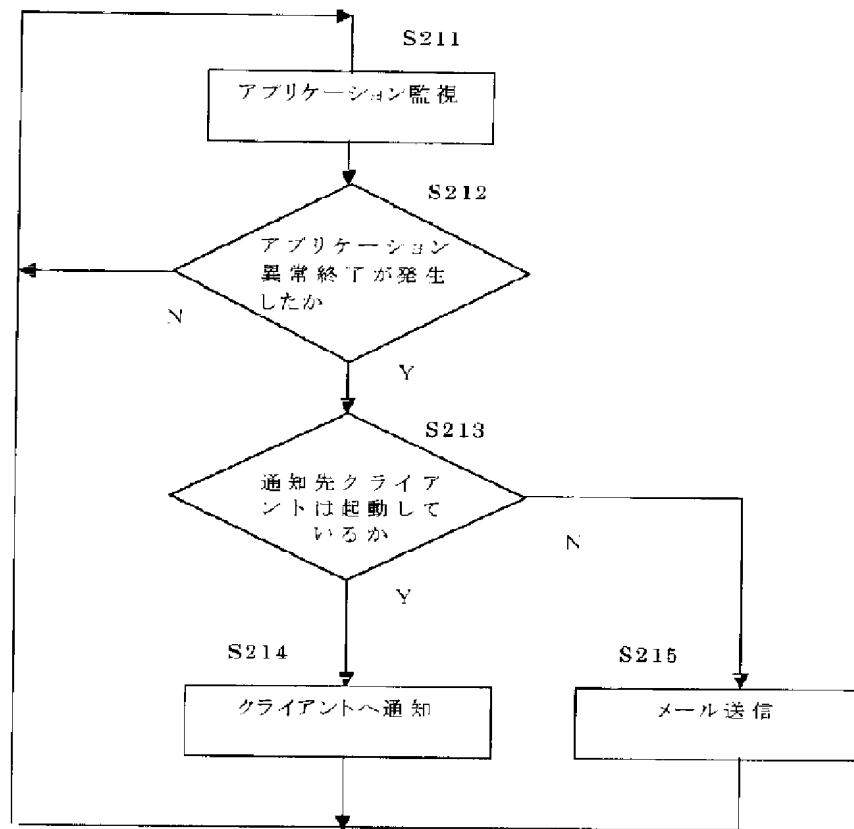 S211
アプリケーション監視
S212
アプリケーション
異常終了が発生
したか
N
Y
S213
通知先クライア
ントは起動して
いるか
N
Y
S214
クライアントへ通知
S215
メール送信